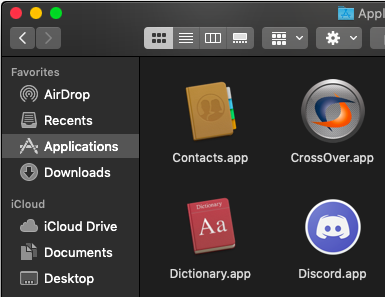 Appl
Favorites
AirDrop
Recents
Applications
Downloads
iCloud
iCloud Drive
Documents
Desktop
Contacts.app
CrossOver.app
Dictionary
Aa
Dictionary.app
Discord.app